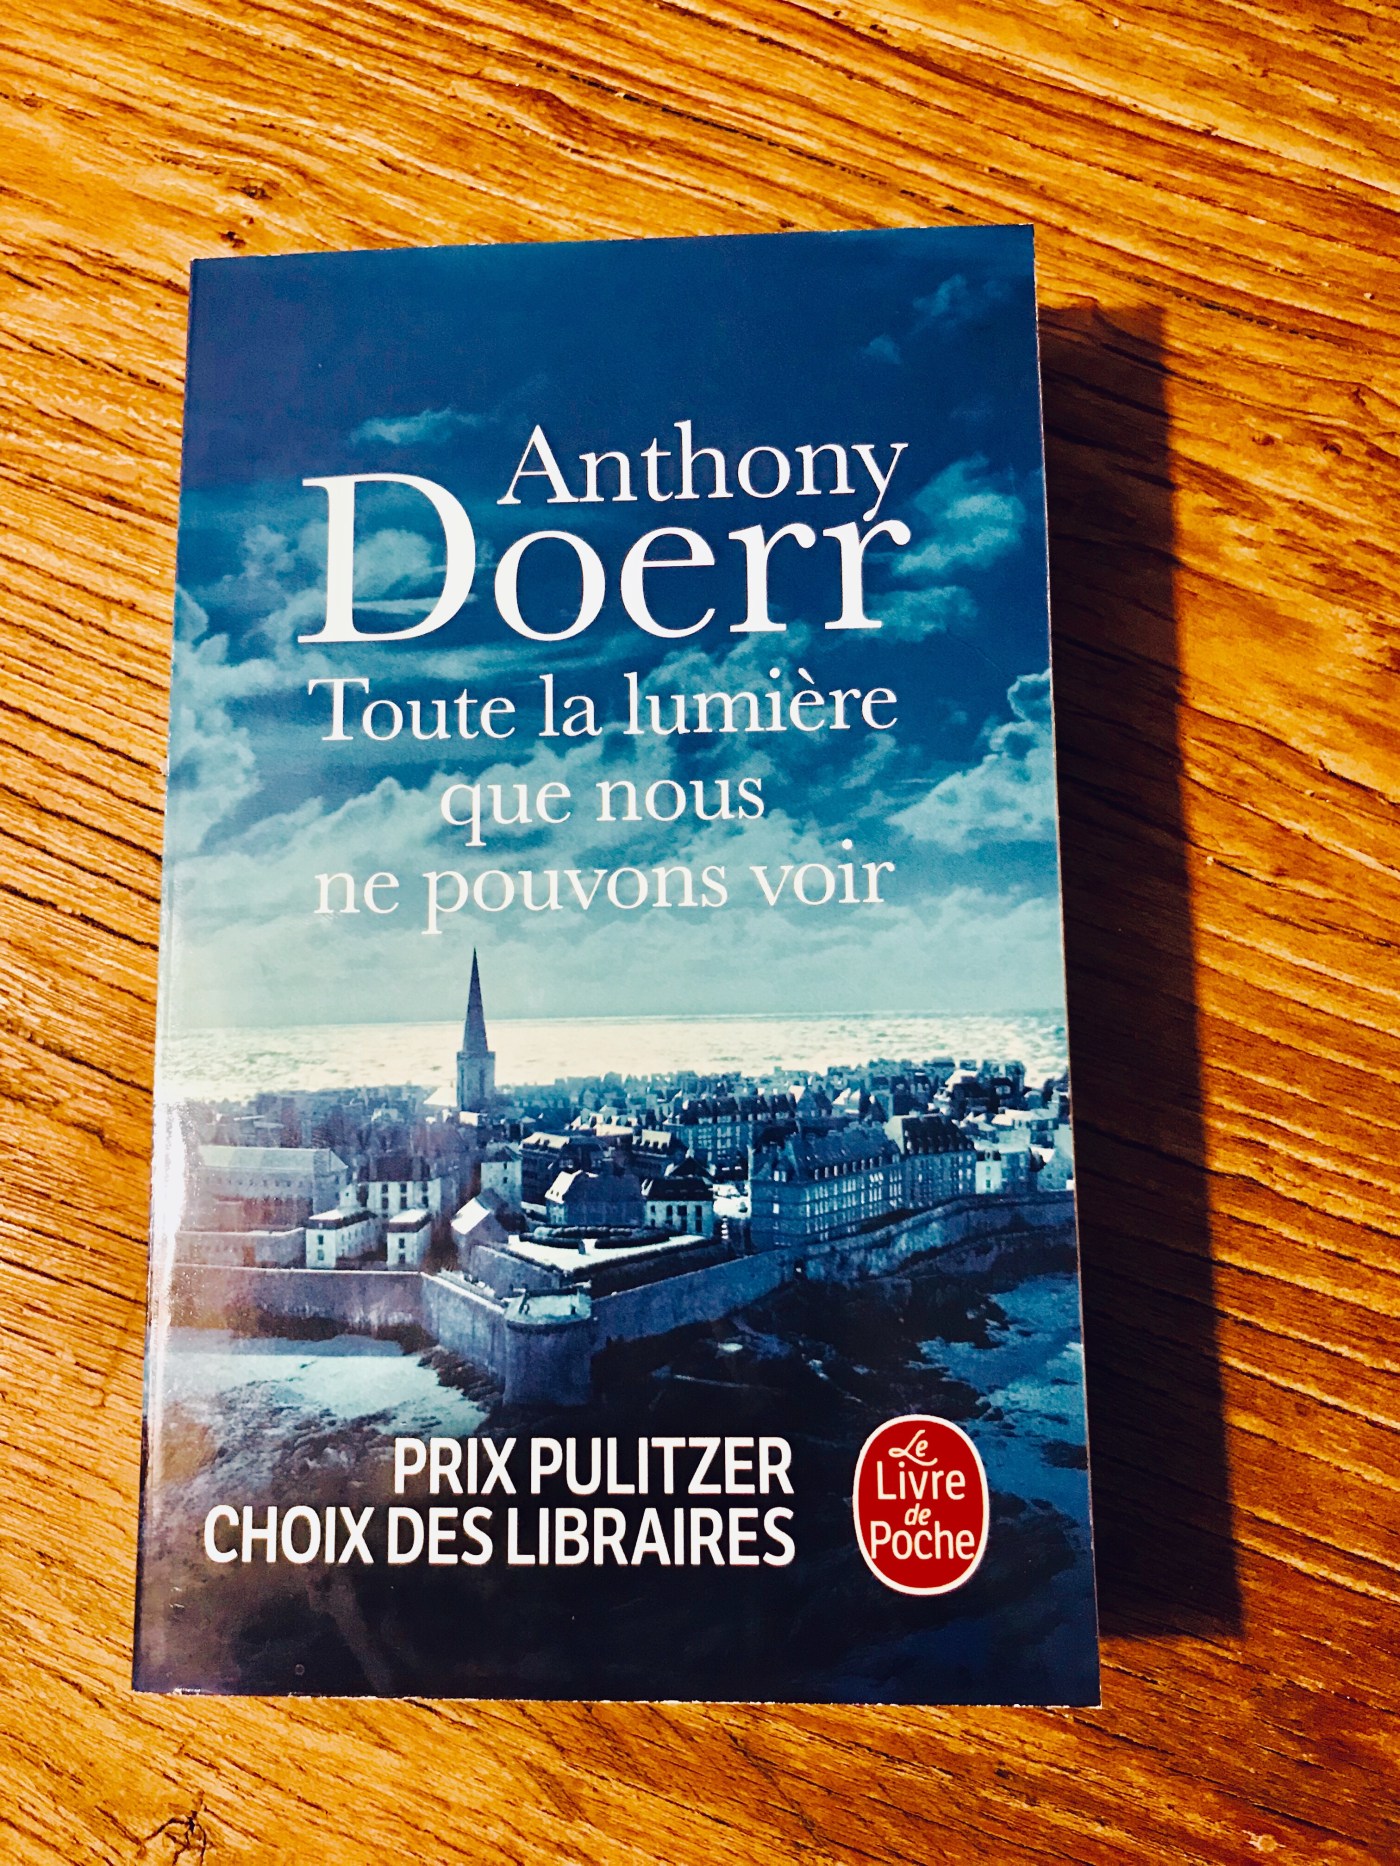 Anthony
Doerr
Toute la lumière
que nous
ne pouvons voir
PRIX PULITZER
CHOIX DES LIBRAIRES
Le
Livre
de
Poche